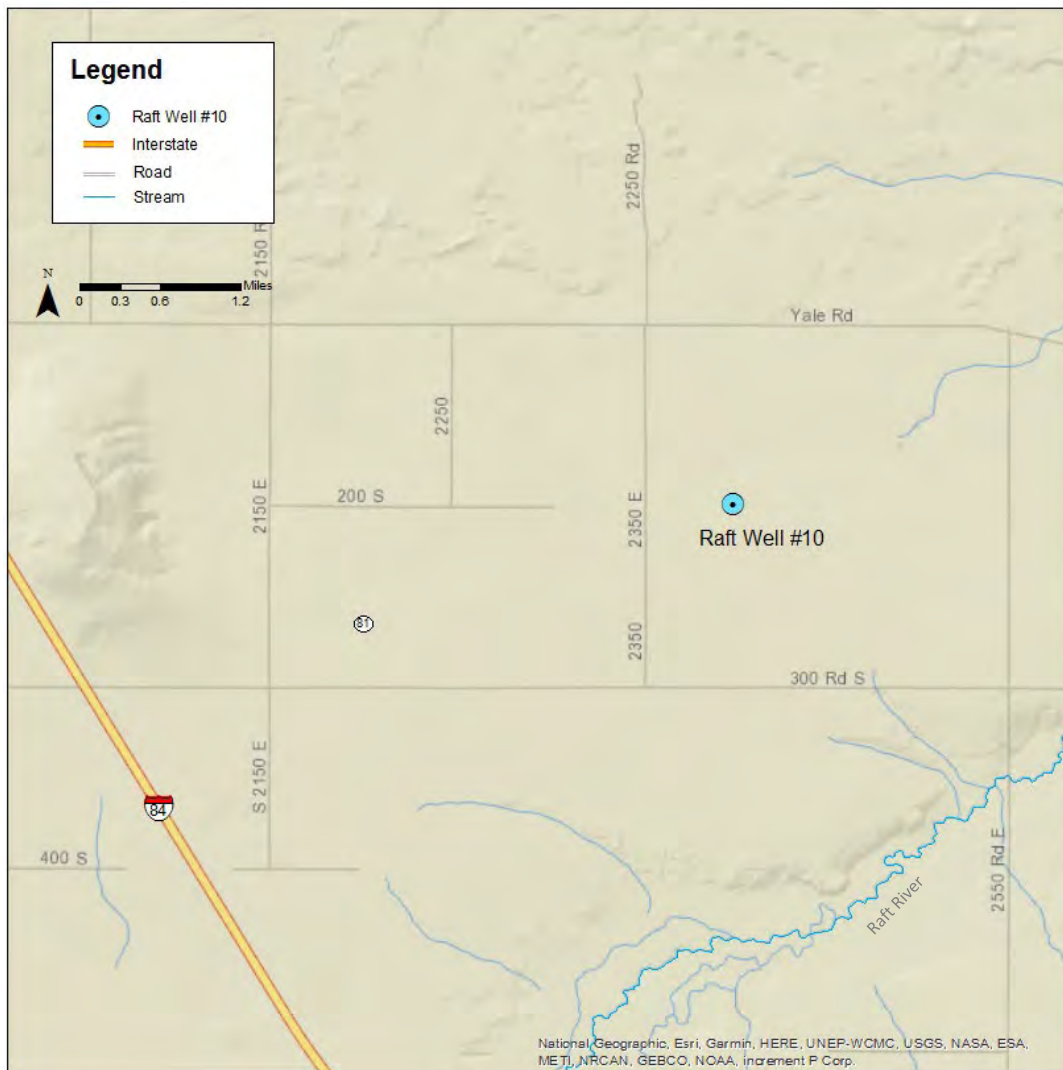 Legend
Raft Well #10
Interstate
Road
Stream
2150 R
2250 Rd
N
Miles
0 0.3 0.6 1.2
Yale Rd
2250
200 S
2150 E
2350 E
Raft Well #10
81
2350
300 Rd S
S 2150 E
84
400 S
2550 Rd E
Raft River
National Geographic, Esri, Garmin, HERE, UNEP-WCMC, USGS, NASA, ESA,
METI, NRCAN, GEBCO, NOAA, increment P Corp.